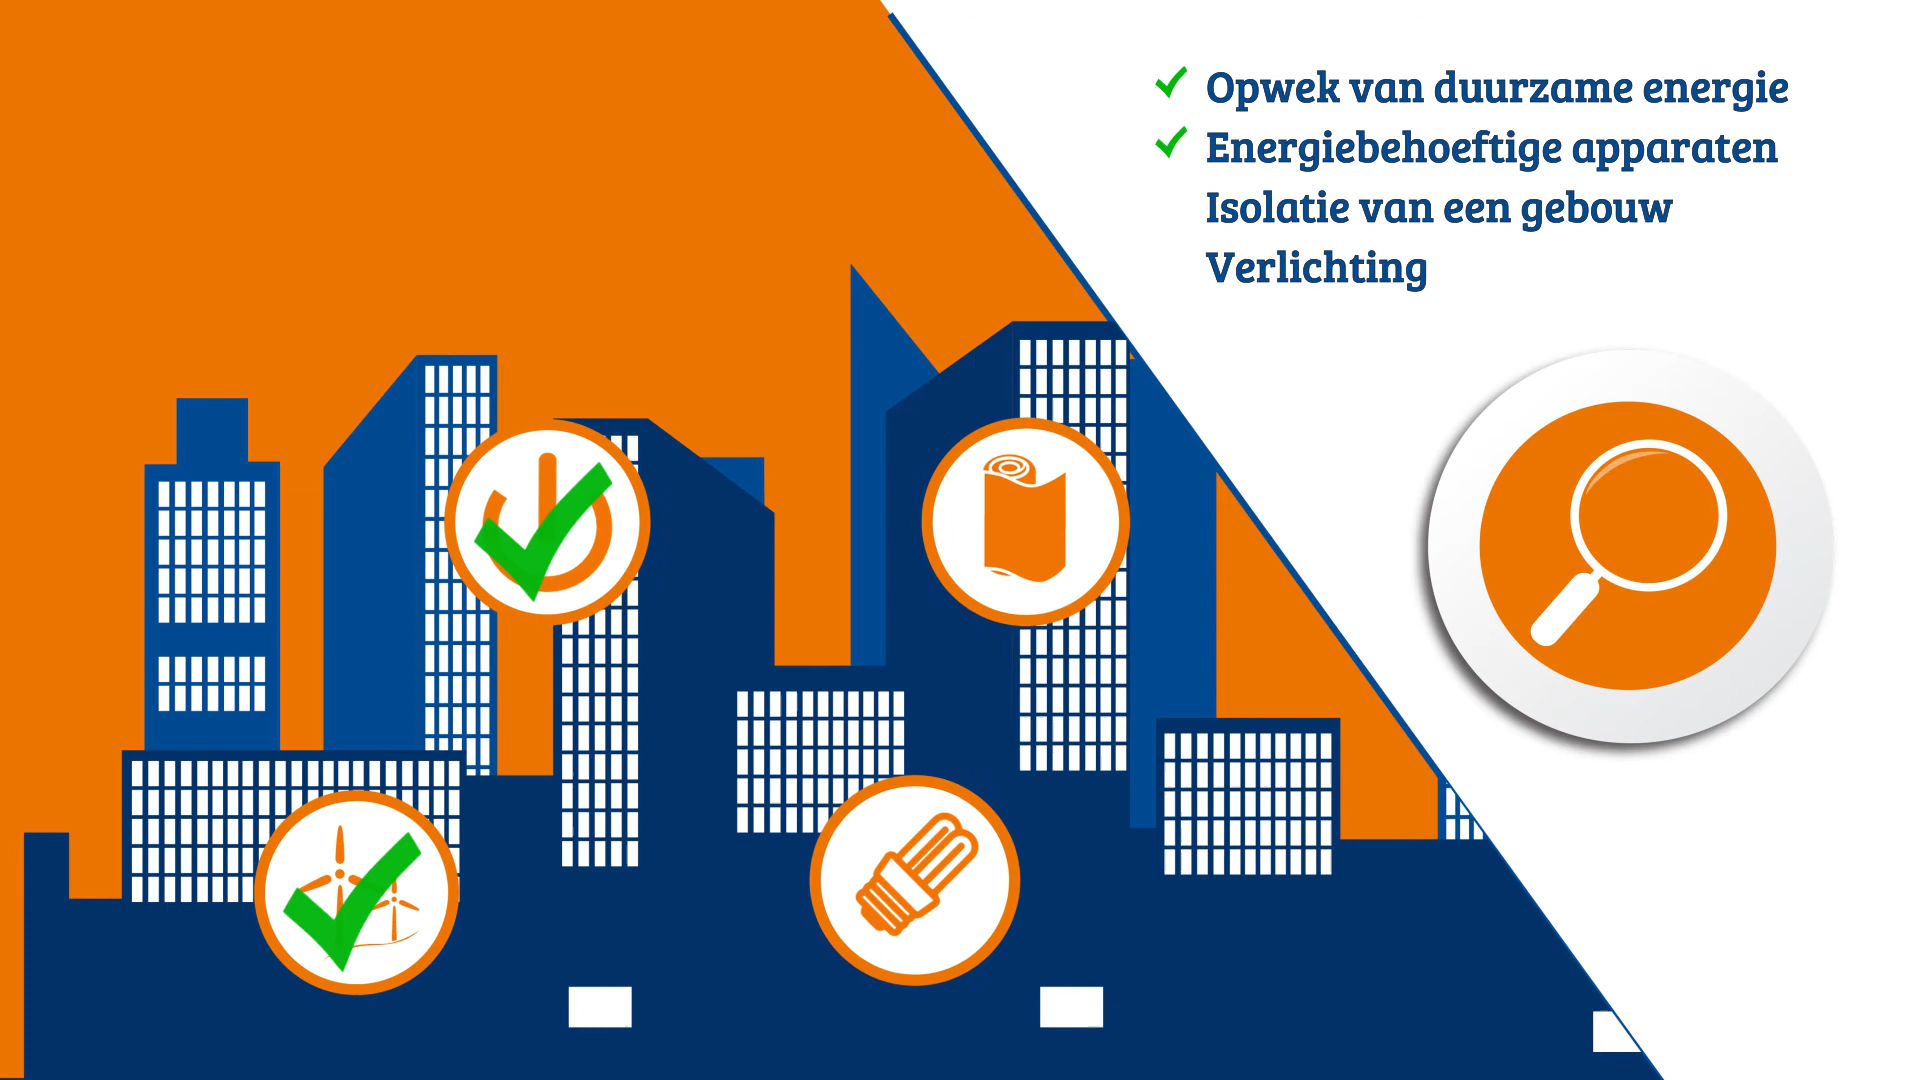 Opwek van duurzame energie
Energiebehoeftige apparaten
Isolatie van een gebouw
Verlichting